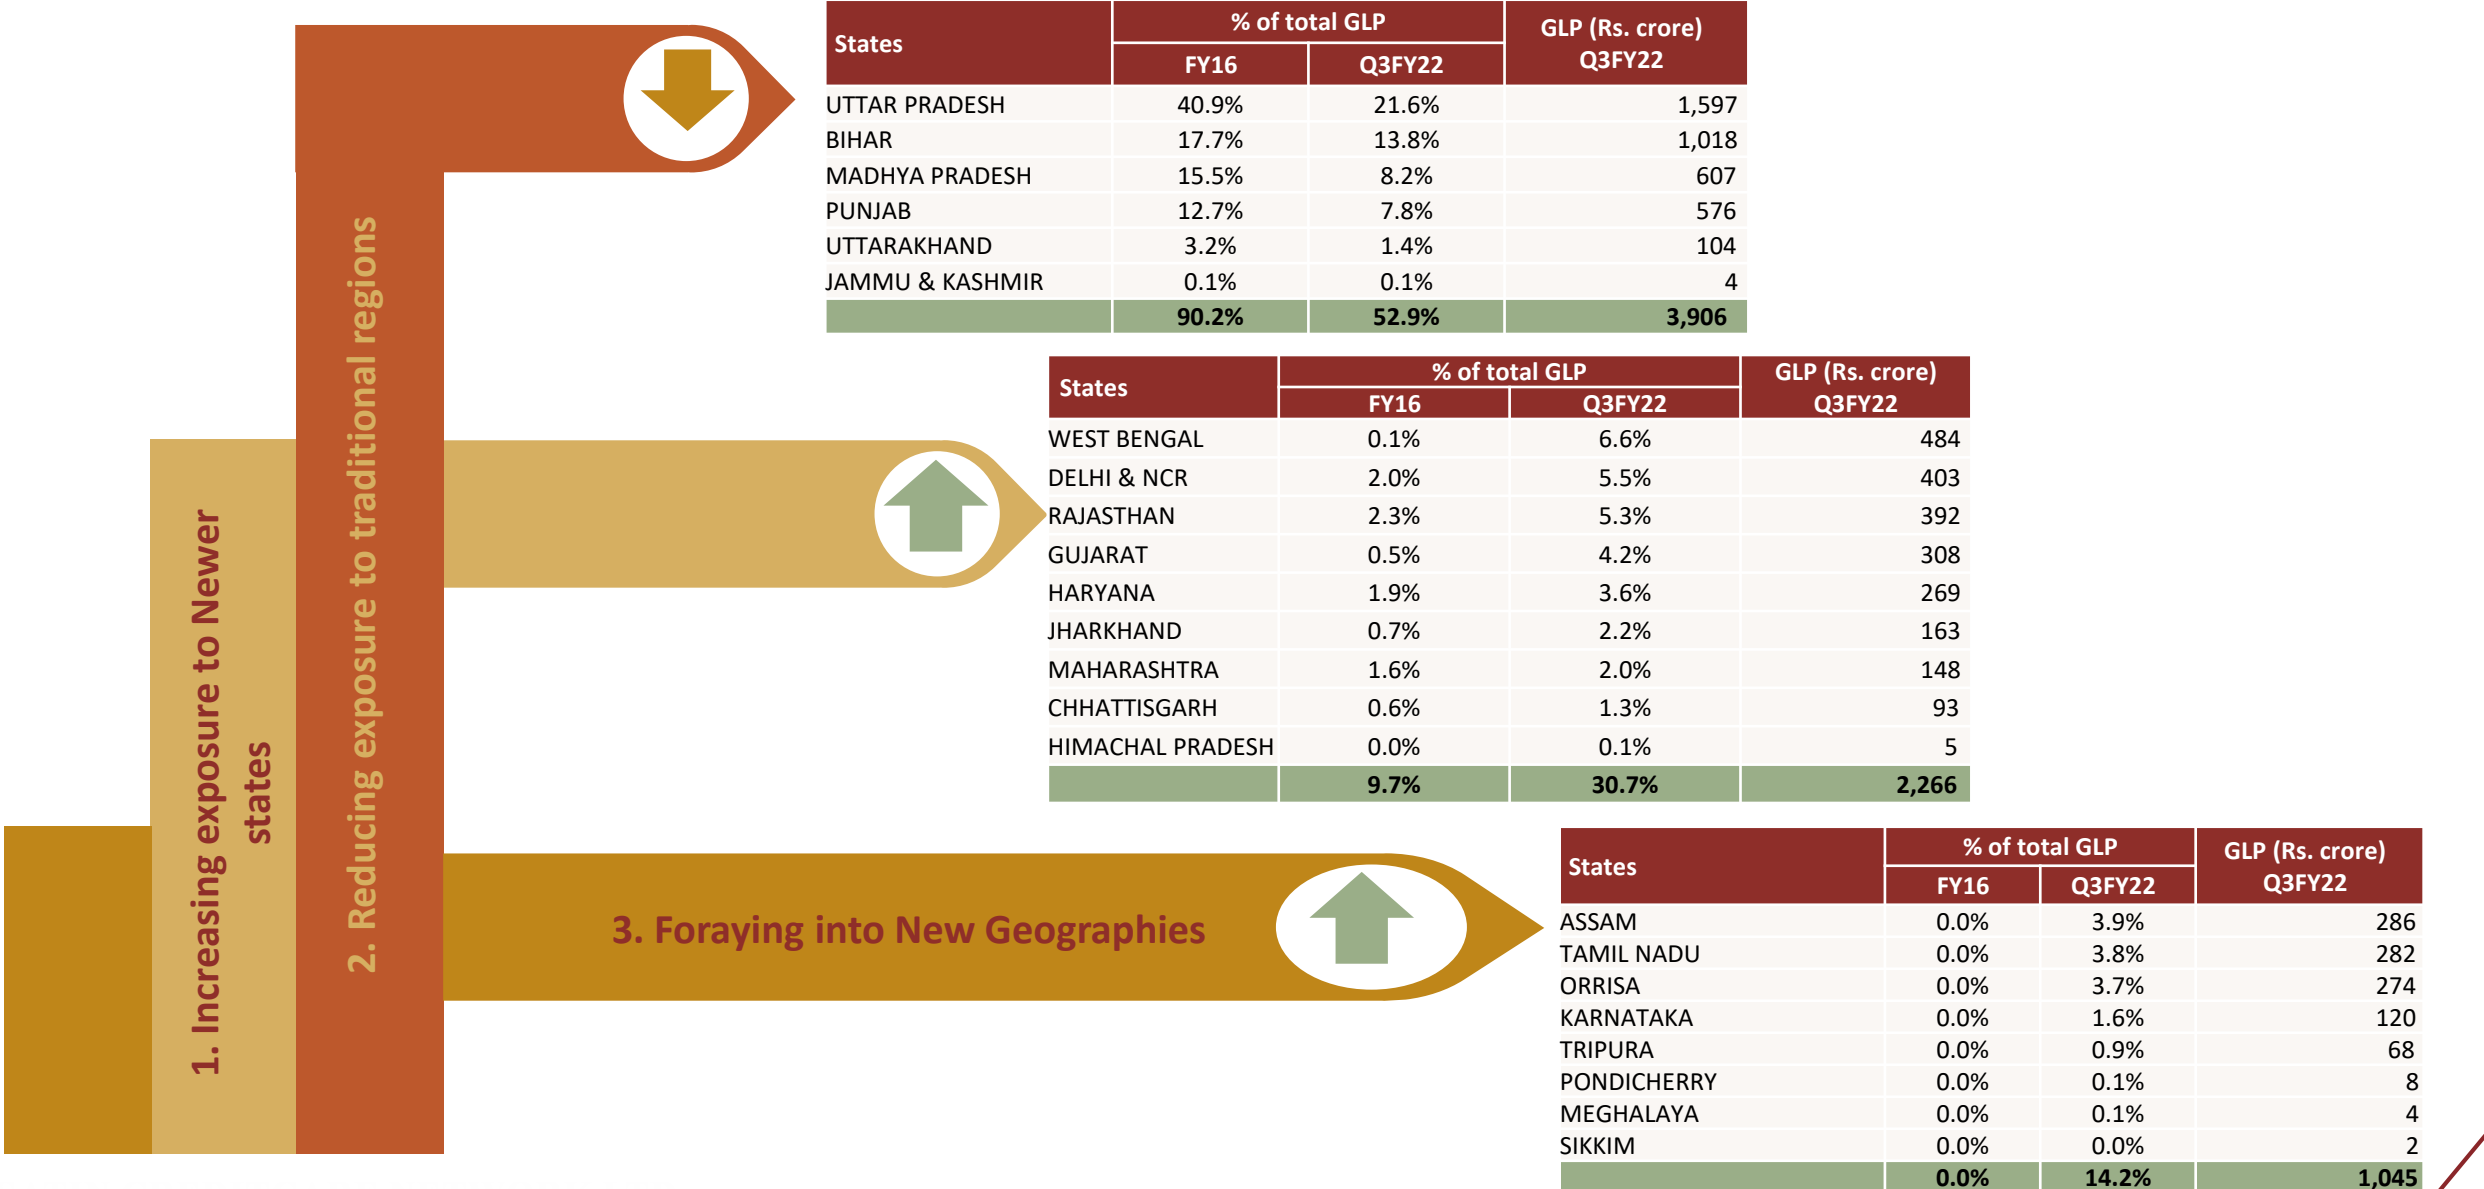 States % of total GLP GLP (Rs. crore)
FY16 Q3FY22 Q3FY22
UTTAR PRADESH 40.9% 21.6% 1,597
BIHAR 17.7% 13.8% 1,018
MADHYA PRADESH 15.5% 8.2% 607
PUNJAB 12.7% 7.8% 576
UTTARAKHAND 3.2% 1.4% 104
JAMMU & KASHMIR 0.1% 0.1% 4
90.2% 52.9% 3,906
2. Reducing exposure to traditional regions
States % of total GLP GLP (Rs. crore)
FY16 Q3FY22 Q3FY22
WEST BENGAL 0.1% 6.6% 484
DELHI & NCR 2.0% 5.5% 403
RAJASTHAN 2.3% 5.3% 392
GUJARAT 0.5% 4.2% 308
HARYANA 1.9% 3.6% 269
JHARKHAND 0.7% 2.2% 163
MAHARASHTRA 1.6% 2.0% 148
CHHATTISGARH 0.6% 1.3% 93
HIMACHAL PRADESH 0.0% 0.1% 5
9.7% 30.7% 2,266
1. Increasing exposure to Newer
states
3. Foraying into New Geographies
States % of total GLP GLP (Rs. crore)
FY16 Q3FY22 Q3FY22
ASSAM 0.0% 3.9% 286
TAMIL NADU 0.0% 3.8% 282
ORRISA 0.0% 3.7% 274
KARNATAKA 0.0% 1.6% 120
TRIPURA 0.0% 0.9% 68
PONDICHERRY 0.0% 0.1% 8
MEGHALAYA 0.0% 0.1% 4
SIKKIM 0.0% 0.0% 2
0.0% 14.2% 1,045